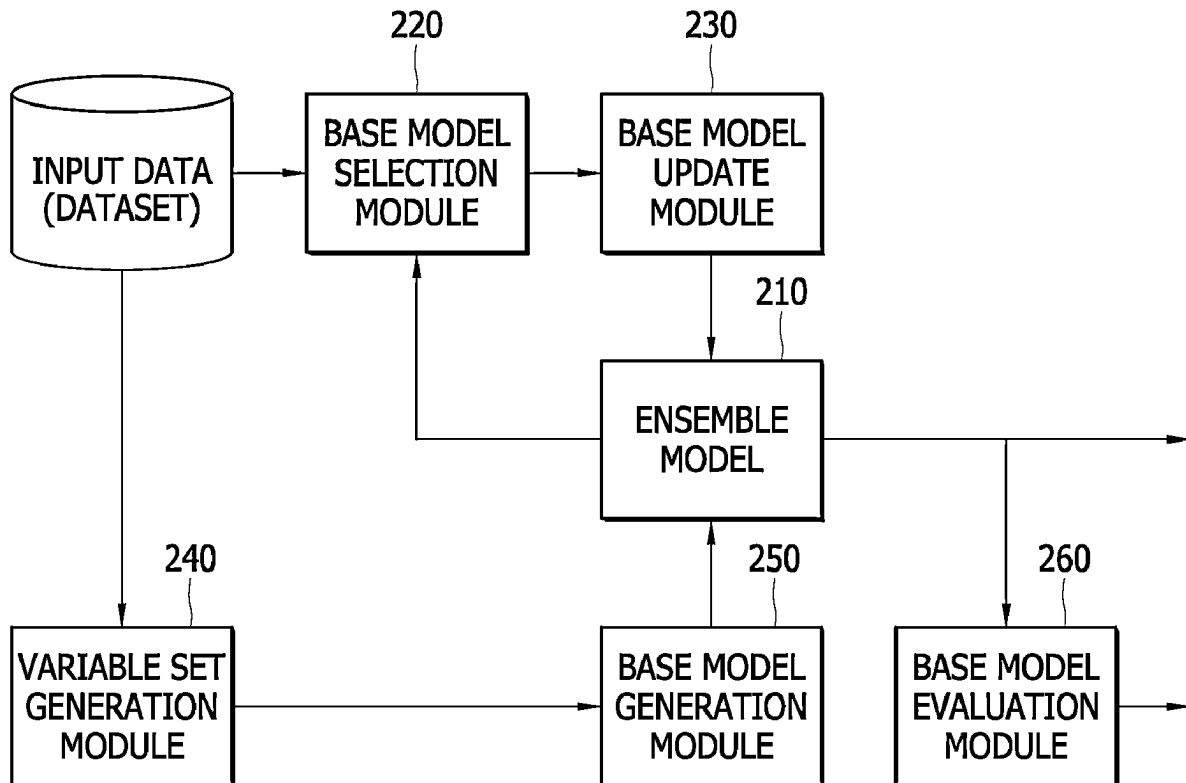 220
230
INPUT DATA
(DATASET)
BASE MODEL
SELECTION
MODULE
BASE MODEL
UPDATE
MODULE
210
ENSEMBLE
MODEL
240
250
260
VARIABLE SET
GENERATION
MODULE
BASE MODEL
GENERATION
MODULE
BASE MODEL
EVALUATION
MODULE